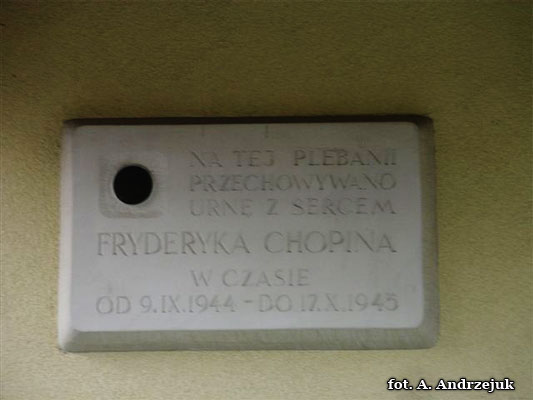 NA TEJ PLEBANII
PRZECHOWYWANO
URNĘ Z SERCEM
FRYDERYKA CHOPINA
W CZASIE
OD 9.IX.1944 - DO 17.X.1945
fot. A. Andrzejuk